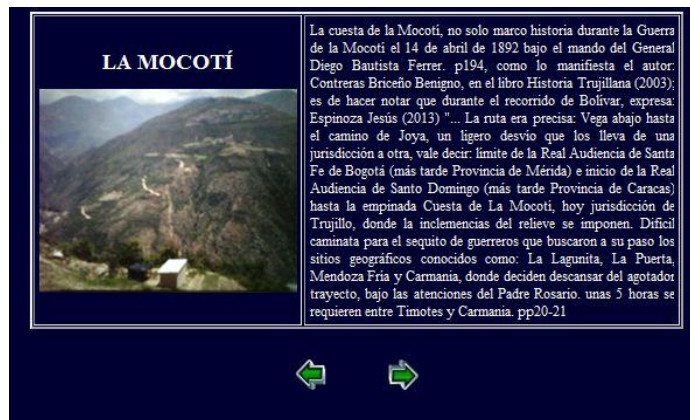 LA MOCOTÍ
La cuesta de la Mocotí, no solo marco historia durante la Guerra
de la Mocoti el 14 de abril de 1892 bajo el mando del General
Diego Bautista Ferrer. p194, como lo manifiesta el autor:
Contreras Briceño Benigno, en el libro Historia Trujillana (2003);
es de hacer notar que durante el recorrido de Bolívar, expresa:
Espinoza Jesús (2013) "... La ruta era precisa: Vega abajo hasta
el camino de Joya, un ligero desvío que los lleva de una
jurisdicción a otra, vale decir: limite de la Real Audiencia de Santa
Fe de Bogotá (más tarde Provincia de Mérida) e inicio de la Real
Audiencia de Santo Domingo (más tarde Provincia de Caracas)
hasta la empinada Cuesta de La Mocoti, hoy jurisdicción de
Trujillo, donde la inclemencias del relieve se imponen. Difícil
caminata para el sequito de guerreros que buscaron a su paso los
sitios geográficos conocidos como: La Lagunita, La Puerta,
Mendoza Fria y Carmania, donde deciden descansar del agotador
trayecto, bajo las atenciones del Padre Rosario. unas 5 horas se
requieren entre Timotes y Carmania. pp20-21